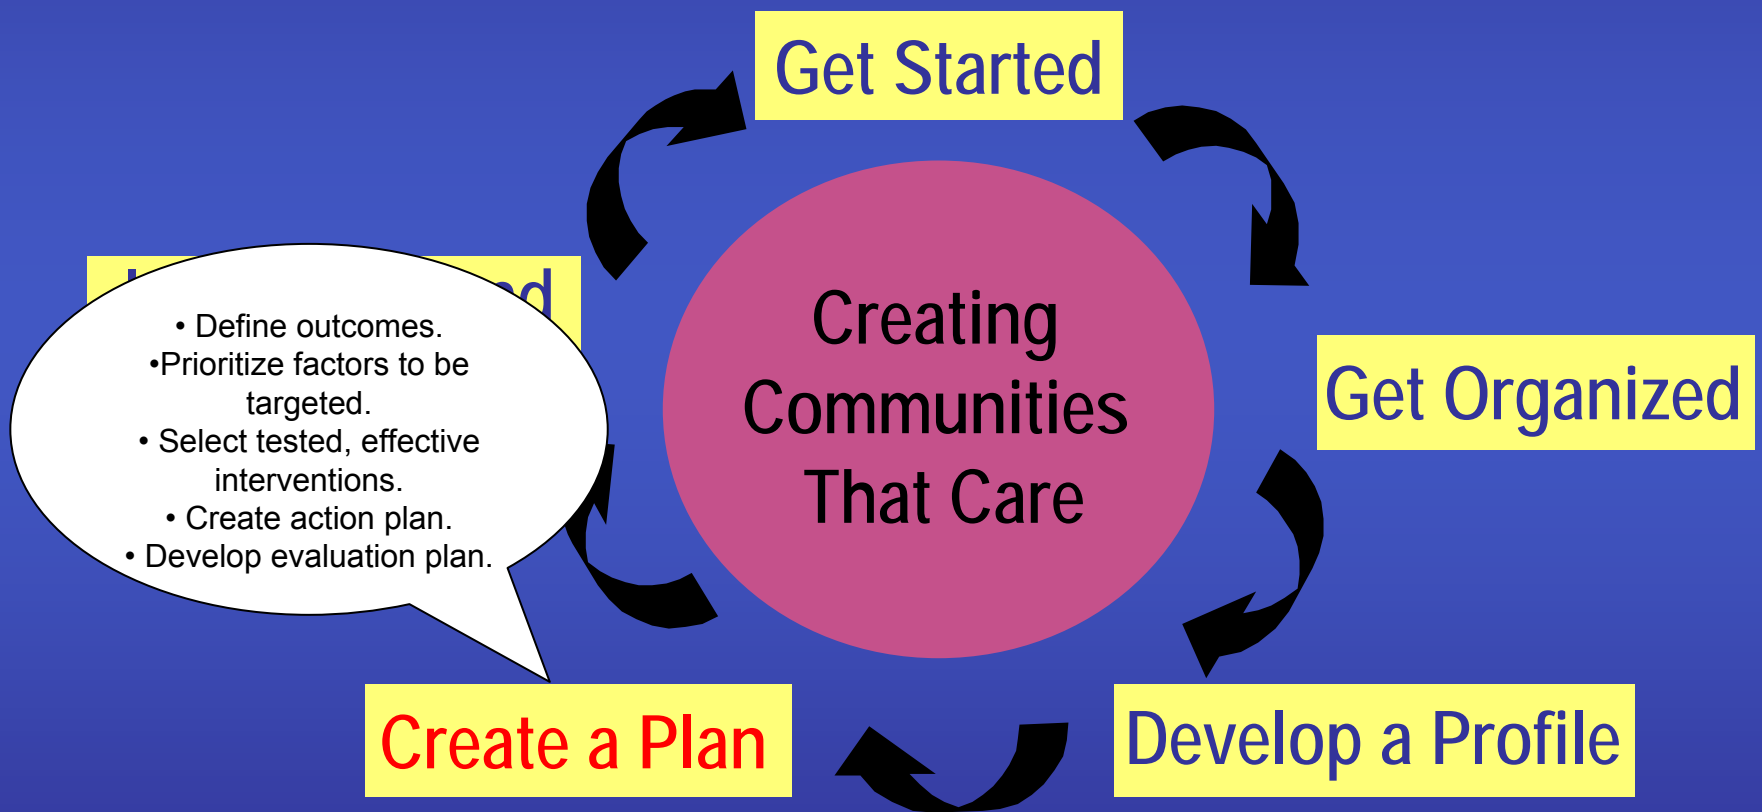 Get Started
• Define outcomes.
•Prioritize factors to be
targeted.
• Select tested, effective
interventions.
• Create action plan.
• Develop evaluation plan.
Creating
Communities
That Care
Get Organized
Create a Plan
Develop a Profile